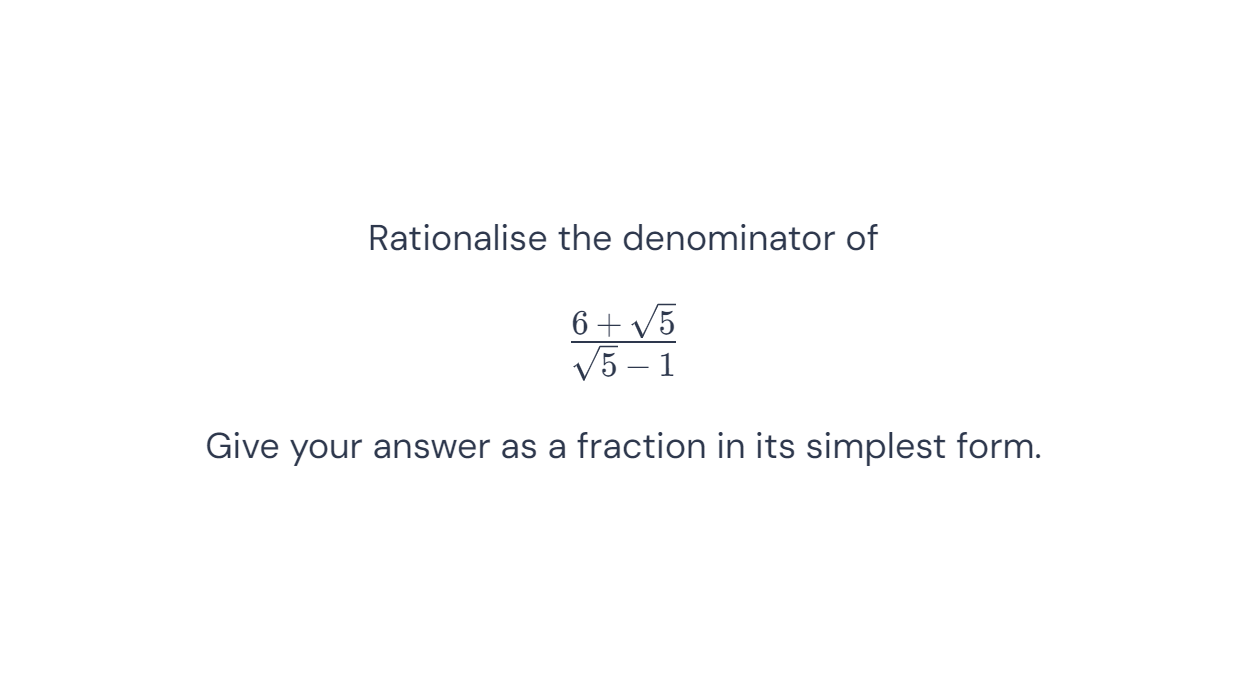 Rationalise the denominator of
6 + √5
√5 − 1
Give your answer as a fraction in its simplest form.